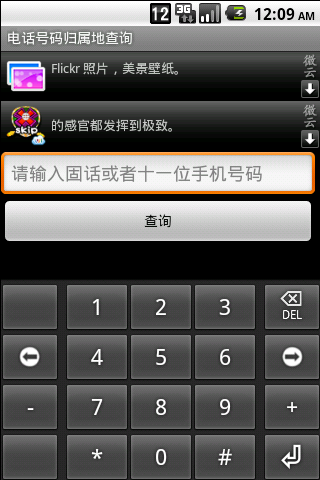 12 3G 12:09 AM
电话号码归属地查询
Flickr 照片，美景壁纸。
微云
SKIP 的感官都发挥到极致。
微云
请输入固话或者十一位手机号码
查询
1 2 3 DEL
4 5 6
- 7 8 9 +
* 0 #